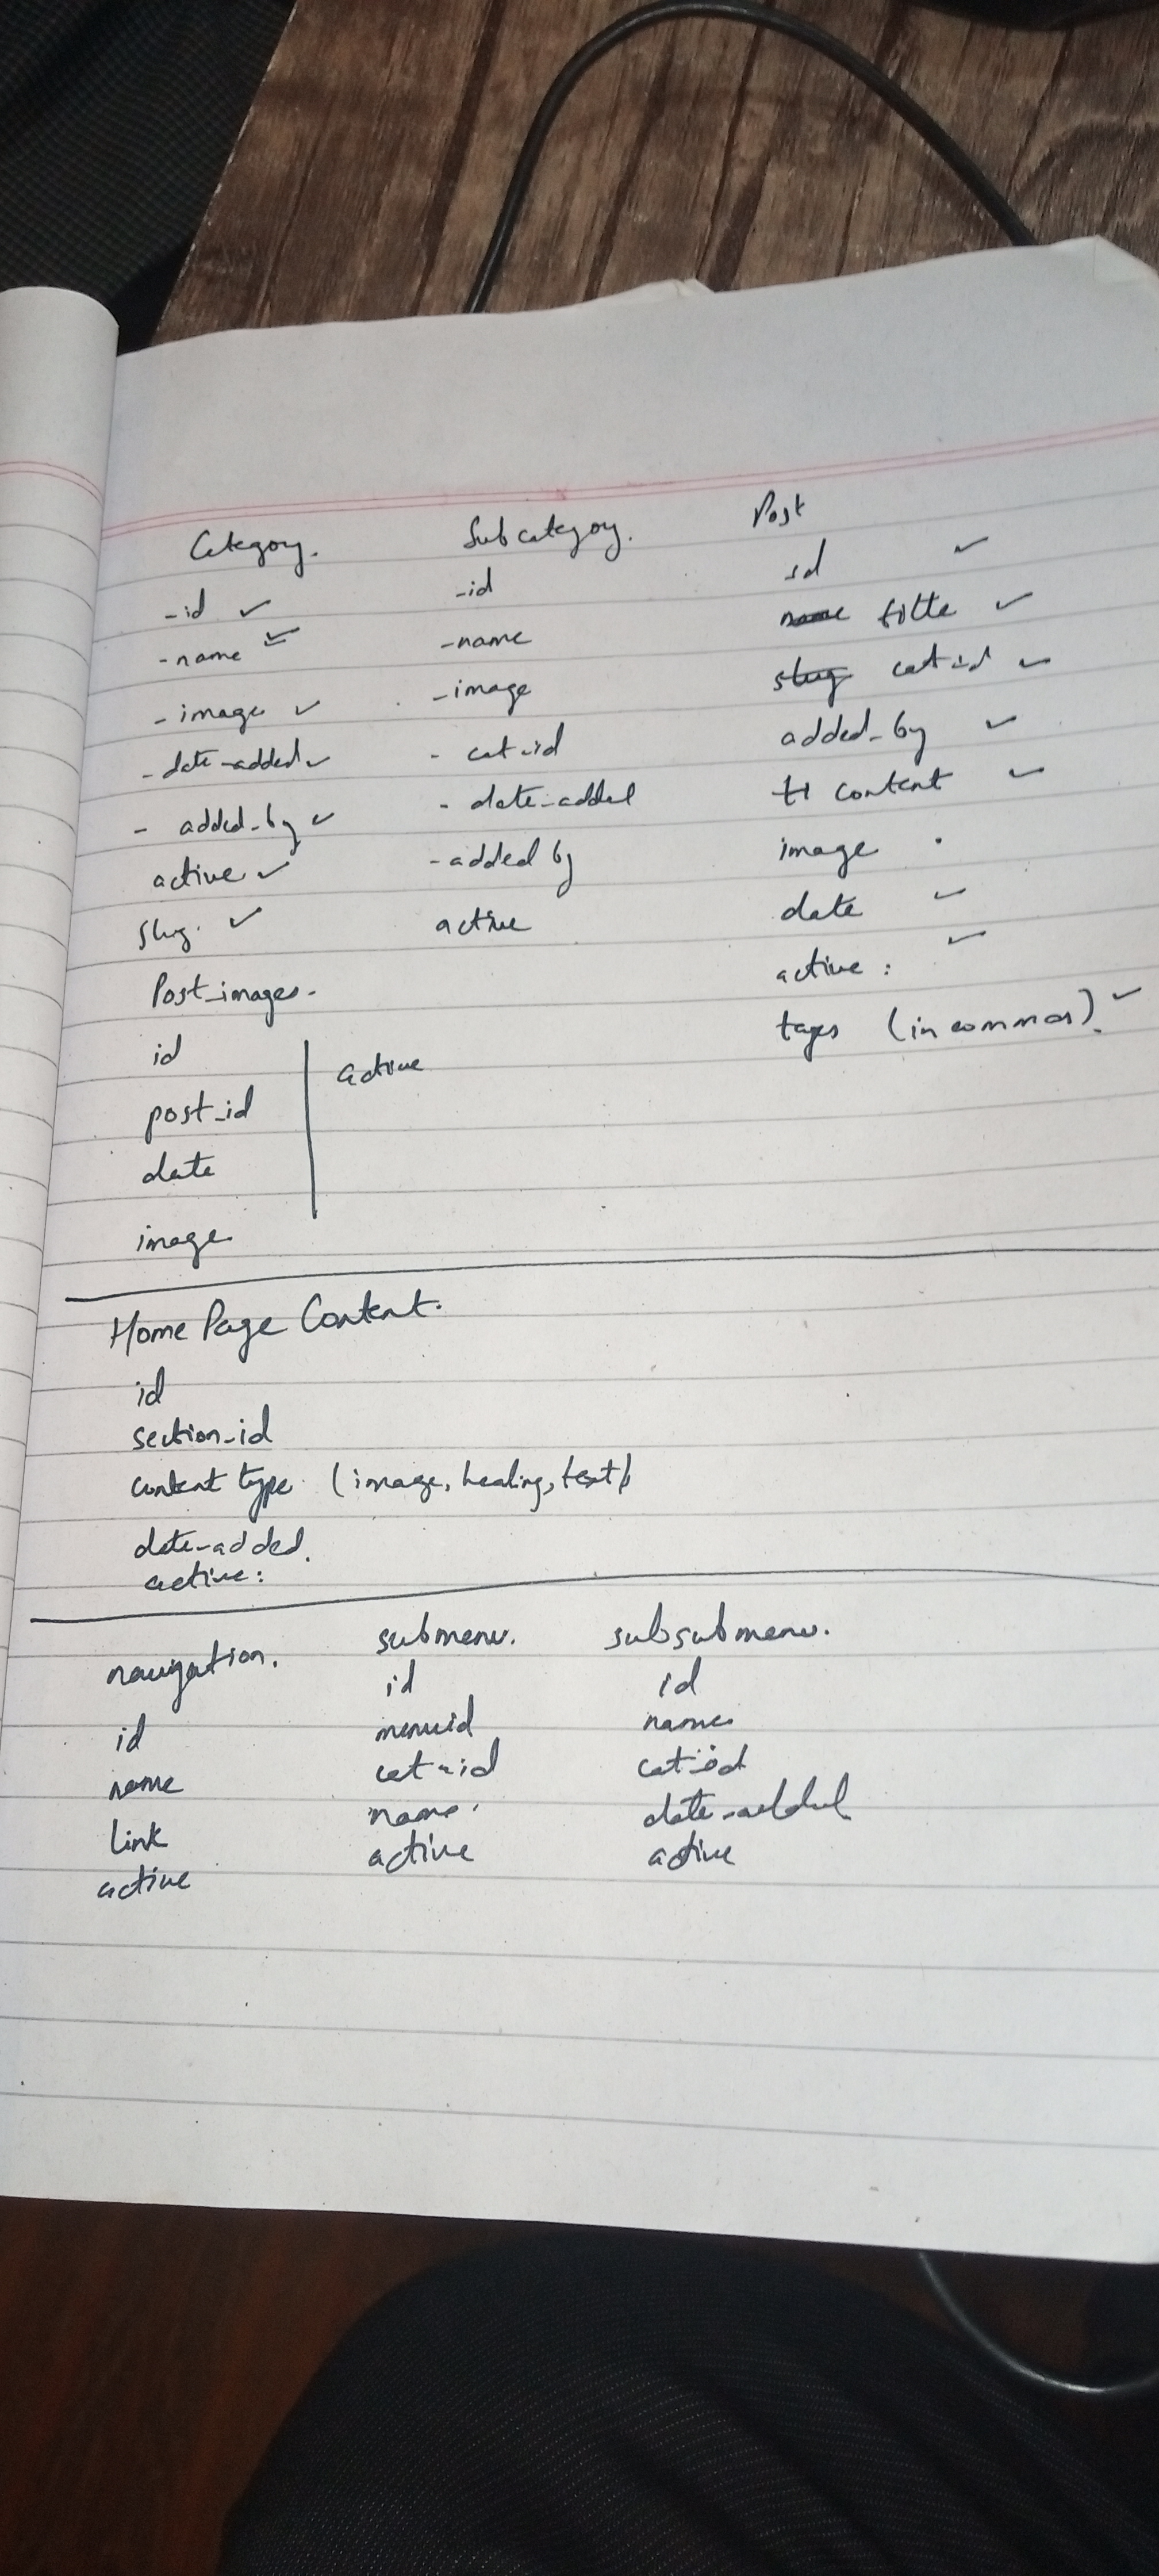 Category.
-id ✓
-name ✓
-image ✓
-date-added ✓
- added-by ✓
active ✓
slug. ✓
Subcategory.
-id
-name
-image
- cat-id
- date-added
-added by
active
Post
id ✓
name title ✓
slug cat-id ✓
added-by ✓
content ✓
image .
date ✓
active : ✓
tages (in commas). ✓
Post_images.
id
post_id
date
image
active
Home Page Content.
id
section_id
content type (image, heading, text)
date-added.
active:
navigation.
id
name
link
active
submenu.
id
menuid
cat-id
name.
active
subsubmenu.
id
name
cat-id
date-added
active